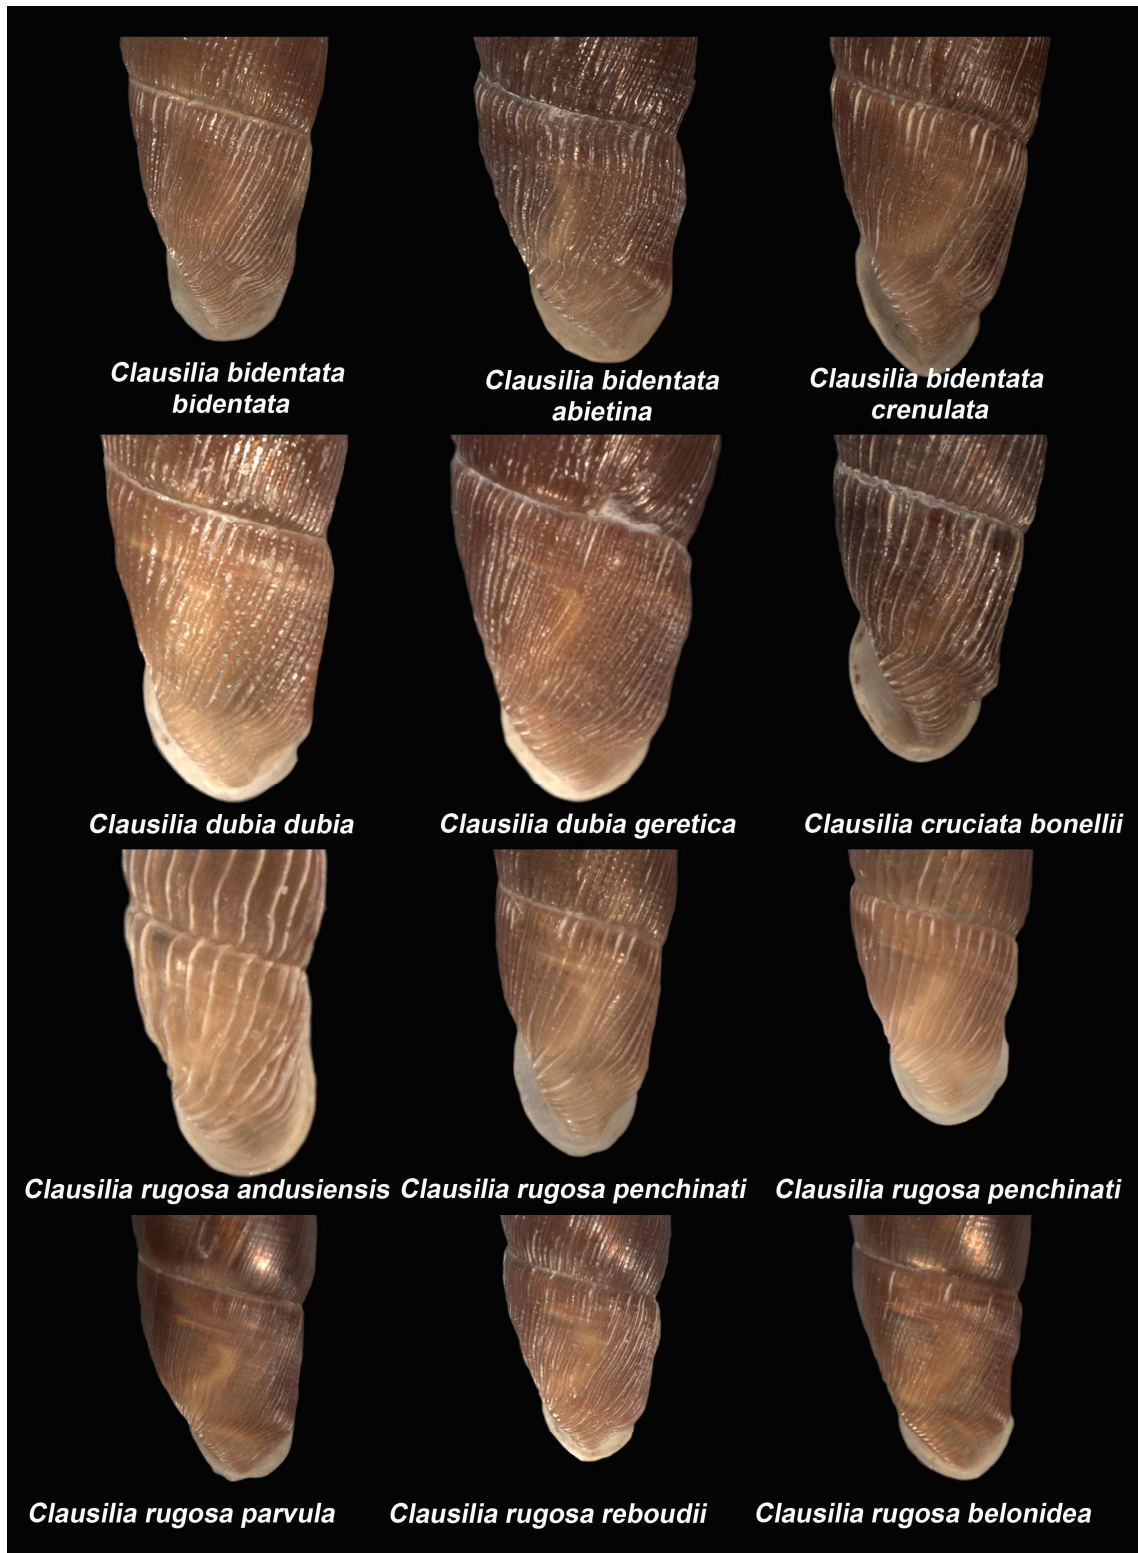 Clausilia bidentata
bidentata
Clausilia bidentata
abietina
Clausilia bidentata
crenulata
Clausilia dubia dubia
Clausilia dubia geretica
Clausilia cruciata bonellii
Clausilia rugosa andusiensis
Clausilia rugosa penchinati
Clausilia rugosa penchinati
Clausilia rugosa parvula
Clausilia rugosa reboudii
Clausilia rugosa belonidea